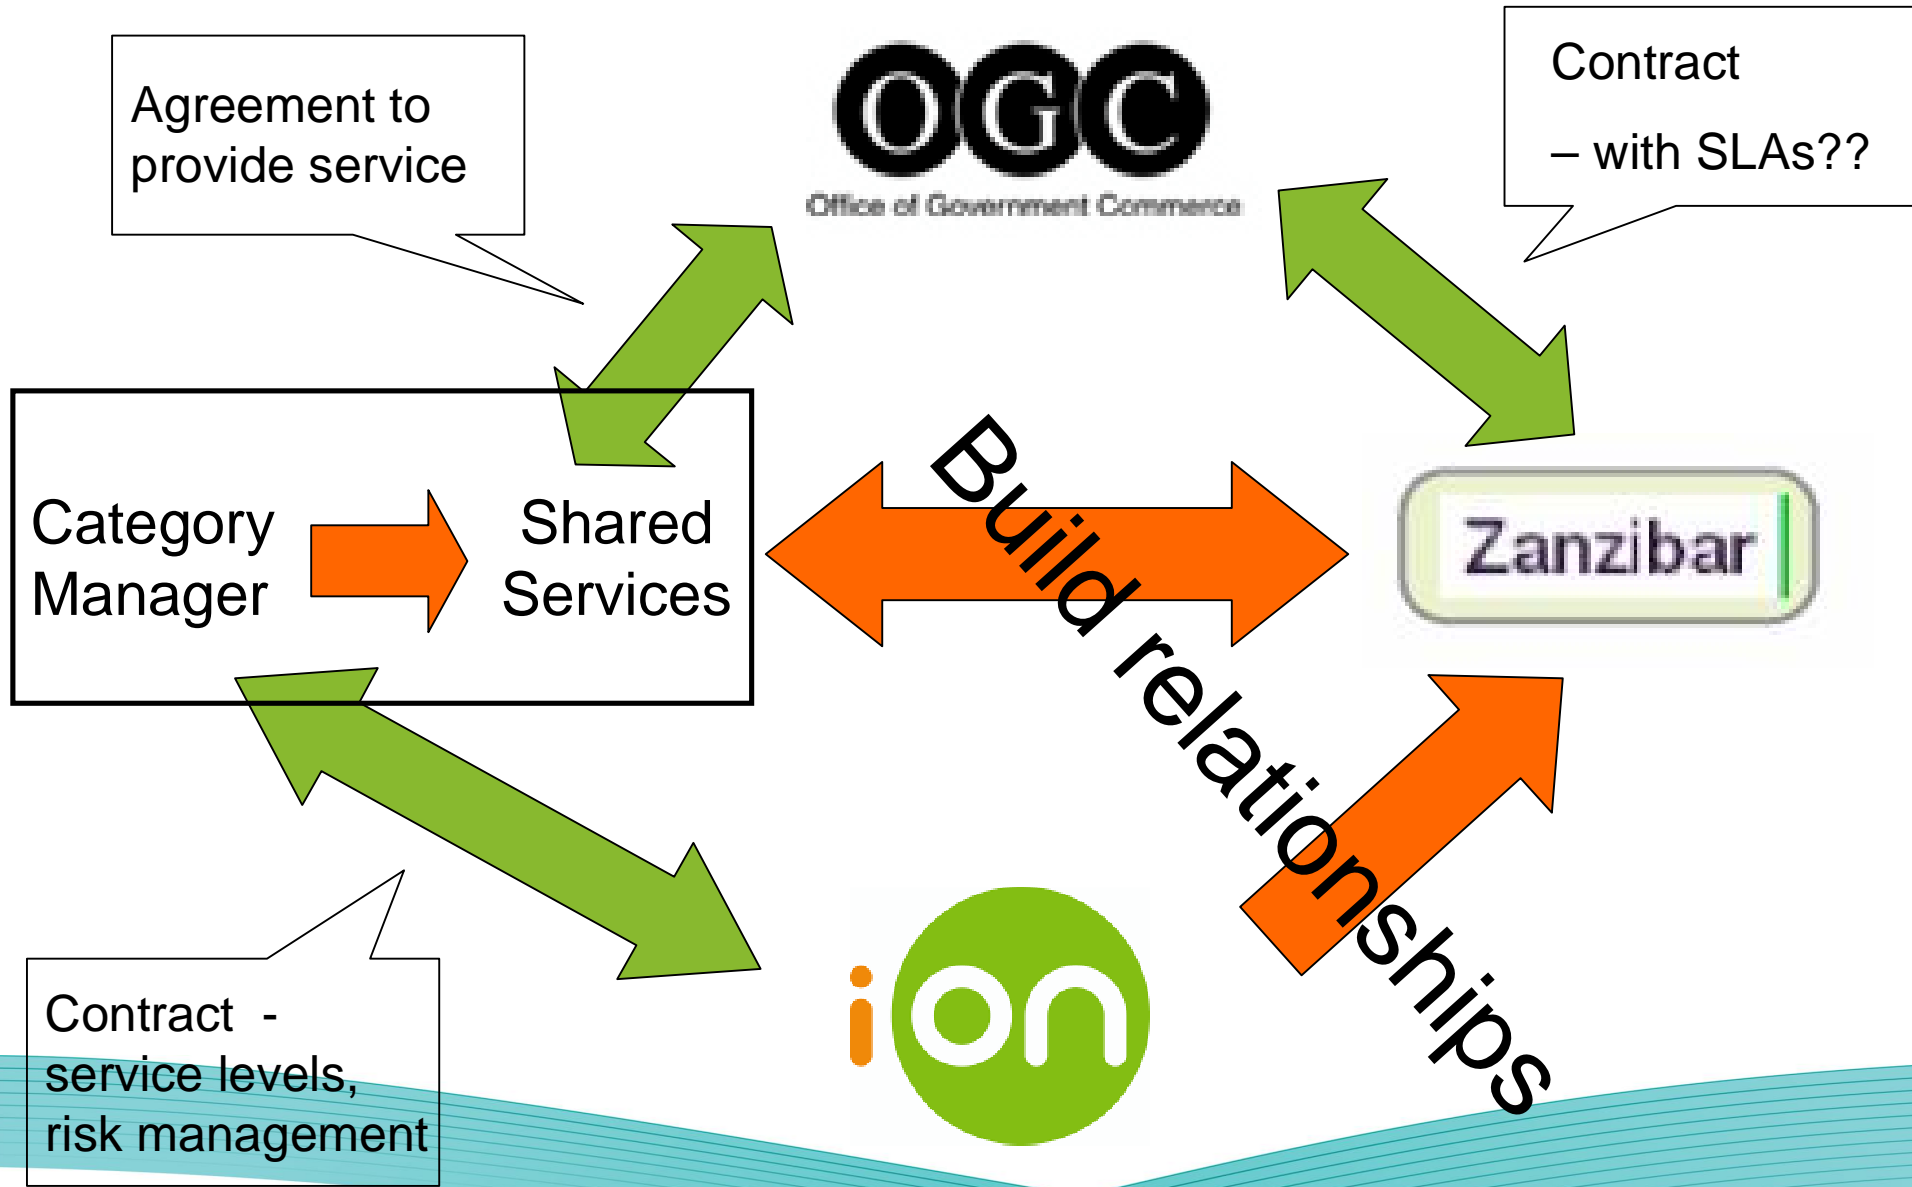 Agreement to
provide service
OGC
Office of Government Commerce
Contract
– with SLAs??
Category
Manager
Shared
Services
Build relationships
Zanzibar
Contract -
service levels,
risk management
ion